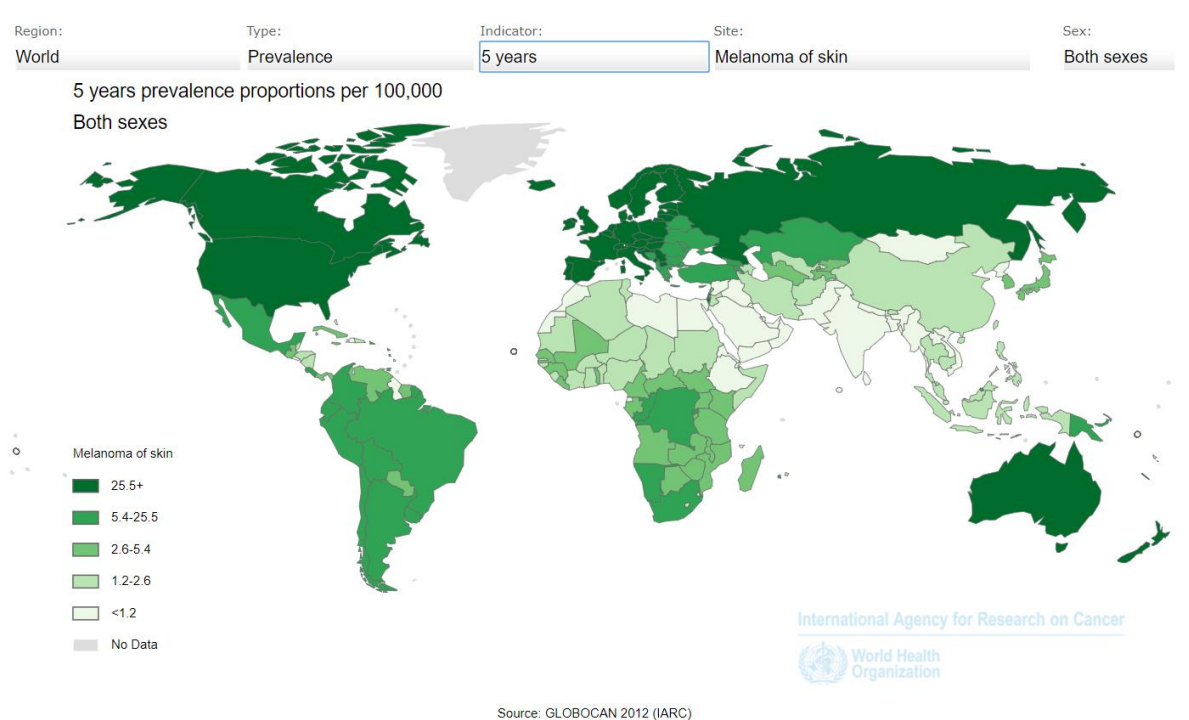 Region: Type: Indicator: Site: Sex:
World Prevalence 5 years Melanoma of skin Both sexes
5 years prevalence proportions per 100,000
Both sexes
Melanoma of skin
25.5+
5.4-25.5
2.6-5.4
1.2-2.6
<1.2
No Data
International Agency for Research on Cancer
World Health
Organization
Source: GLOBOCAN 2012 (IARC)